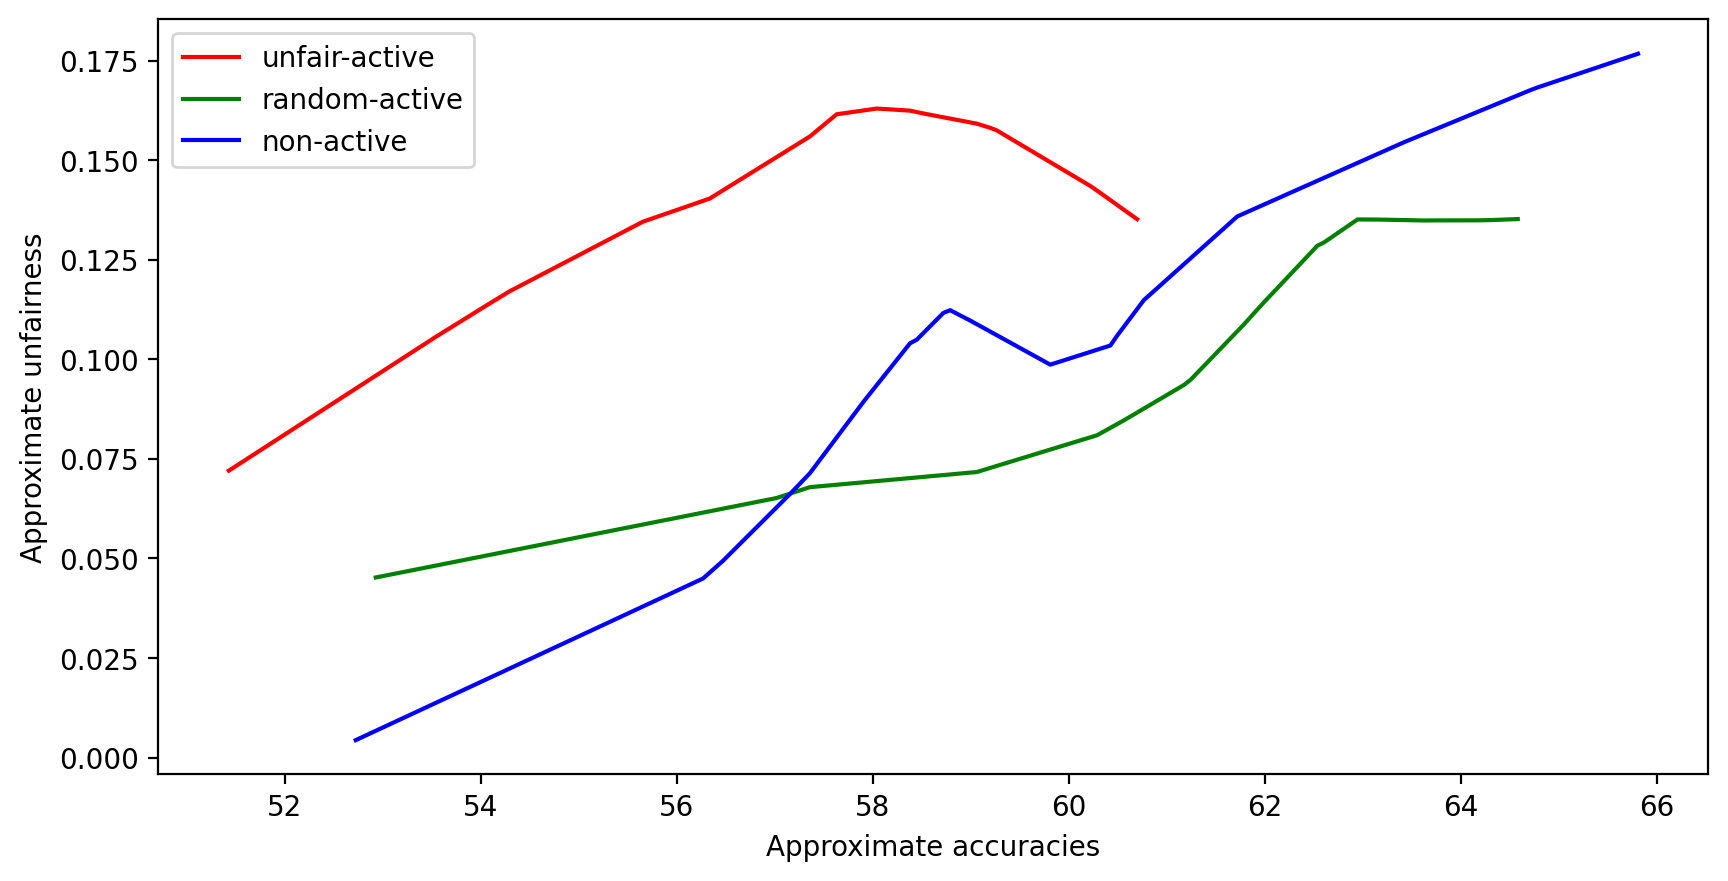 unfair-active
random-active
non-active
Approximate unfairness
0.175
0.150
0.125
0.100
0.075
0.050
0.025
0.000
52 54 56 58 60 62 64 66
Approximate accuracies